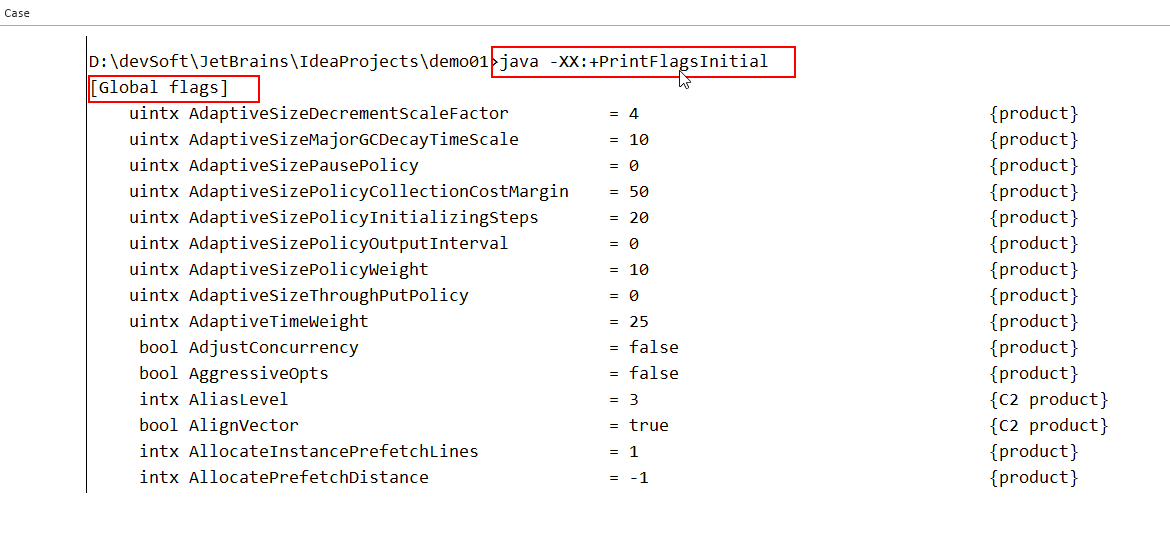 Case
D:\devSoft\JetBrains\IdeaProjects\demo01>java -XX:+PrintFlagsInitial
[Global flags]
uintx AdaptiveSizeDecrementScaleFactor = 4 {product}
uintx AdaptiveSizeMajorGCDecayTimeScale = 10 {product}
uintx AdaptiveSizePausePolicy = 0 {product}
uintx AdaptiveSizePolicyCollectionCostMargin = 50 {product}
uintx AdaptiveSizePolicyInitializingSteps = 20 {product}
uintx AdaptiveSizePolicyOutputInterval = 0 {product}
uintx AdaptiveSizePolicyWeight = 10 {product}
uintx AdaptiveSizeThroughPutPolicy = 0 {product}
uintx AdaptiveTimeWeight = 25 {product}
bool AdjustConcurrency = false {product}
bool AggressiveOpts = false {product}
intx AliasLevel = 3 {C2 product}
bool AlignVector = true {C2 product}
intx AllocateInstancePrefetchLines = 1 {product}
intx AllocatePrefetchDistance = -1 {product}